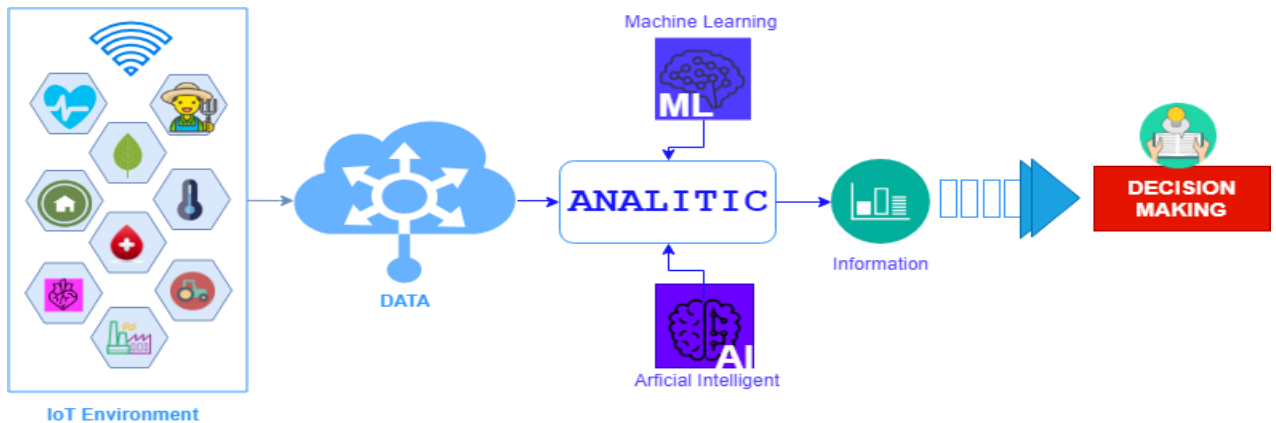 Machine Learning
ML
ANALITIC
DECISION
MAKING
Information
DATA
AI
Arficial Intelligent
IoT Environment